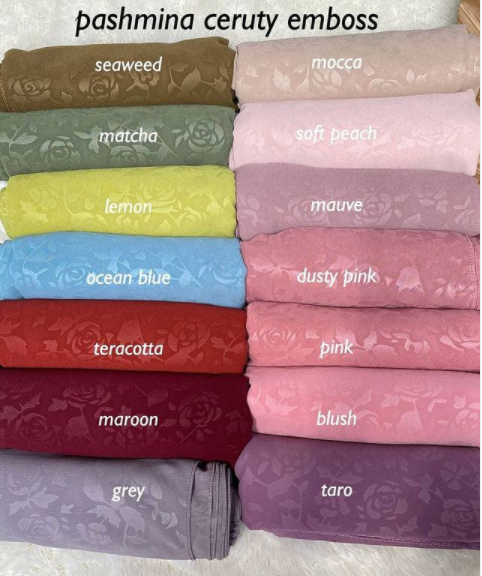 pashmina ceruty emboss
seaweed
mocca
matcha
soft peach
lemon
mauve
ocean blue
dusty pink
teracotta
pink
maroon
blush
grey
taro